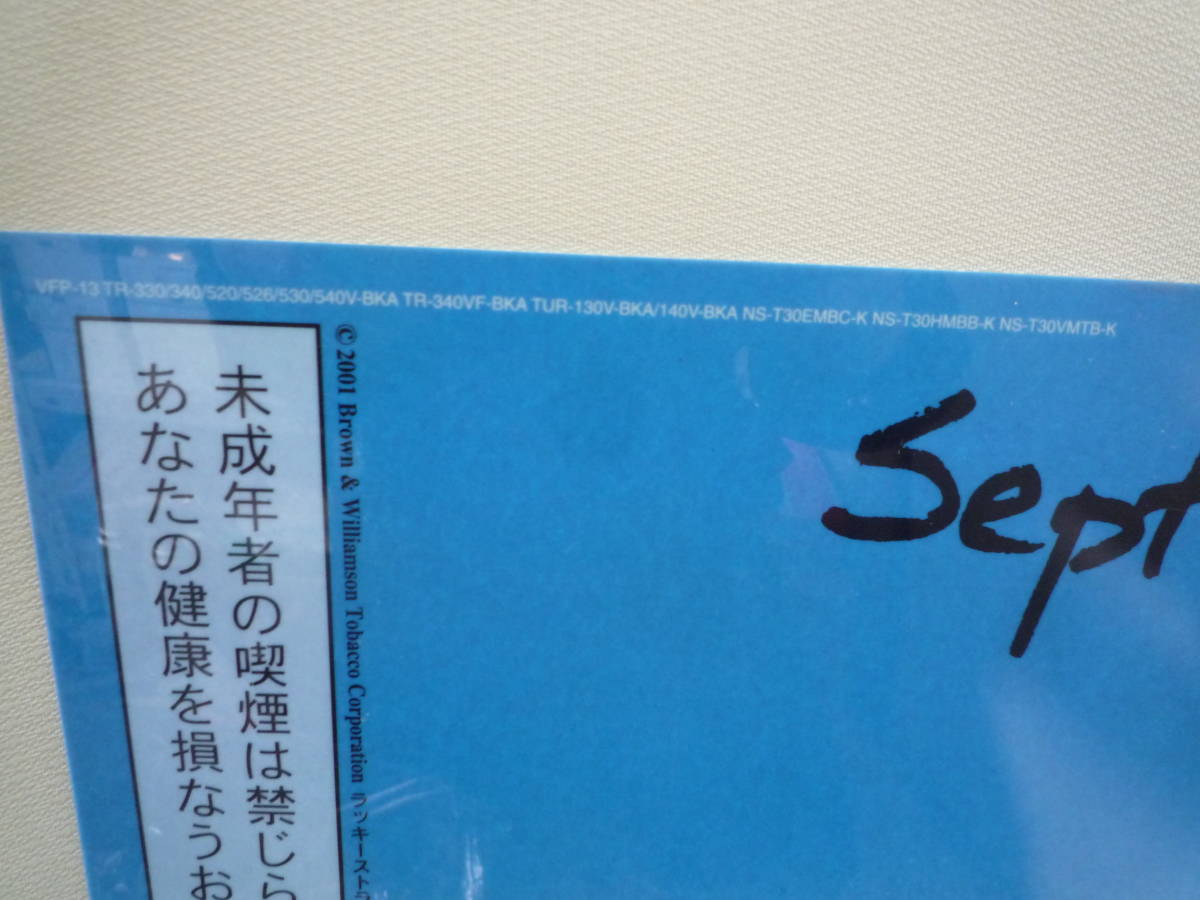 VFP-13 TR-330/340/520/526/530/540V-BKA TR-340VF-BKA TUR-130V-BKA/140V-BKA NS-T30EMBC-K NS-T30HMBB-K NS-T30VMTB-K
未成年者の喫煙は禁じら
あなたの健康を損なうお
© 2001 Brown & Williamson Tobacco Corporation ラッキースト
Sept